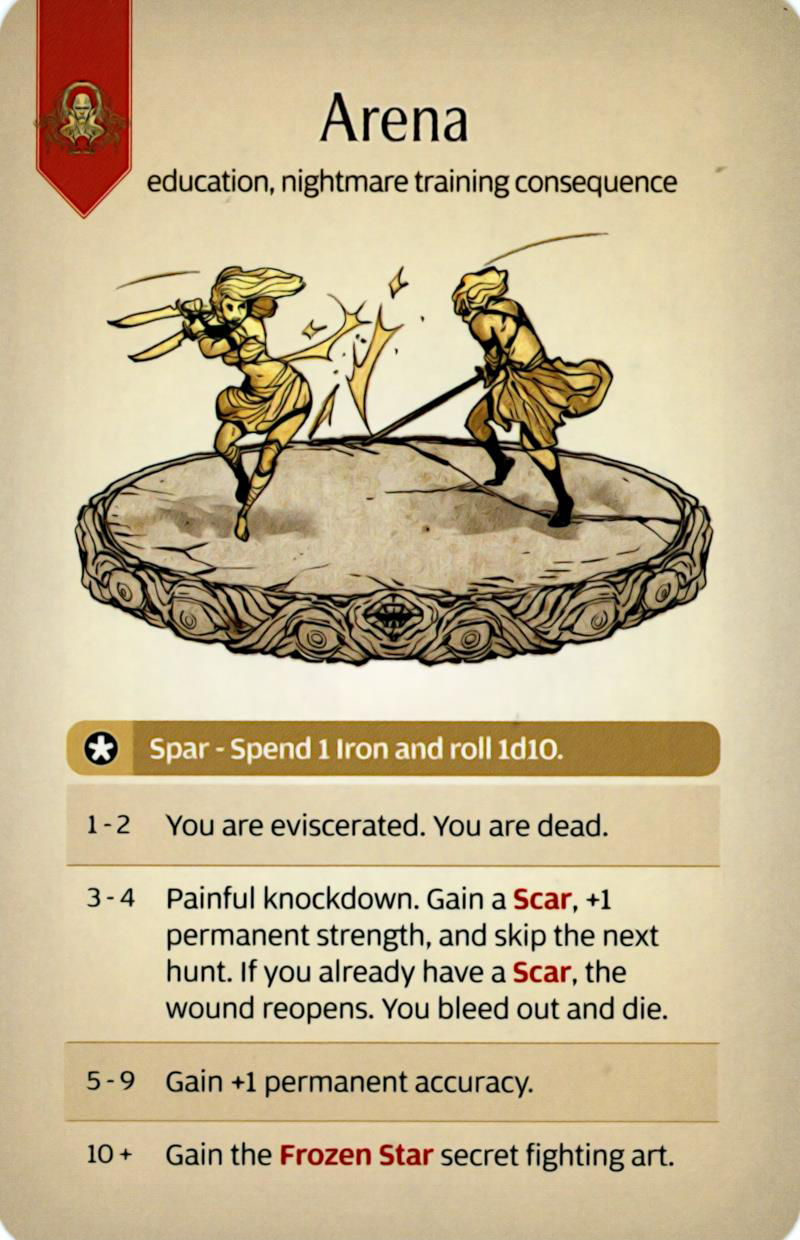 Arena
education, nightmare training consequence
Spar - Spend 1 Iron and roll 1d10.
1 - 2 You are eviscerated. You are dead.
3 - 4 Painful knockdown. Gain a Scar, +1
permanent strength, and skip the next
hunt. If you already have a Scar, the
wound reopens. You bleed out and die.
5 - 9 Gain +1 permanent accuracy.
10 + Gain the Frozen Star secret fighting art.